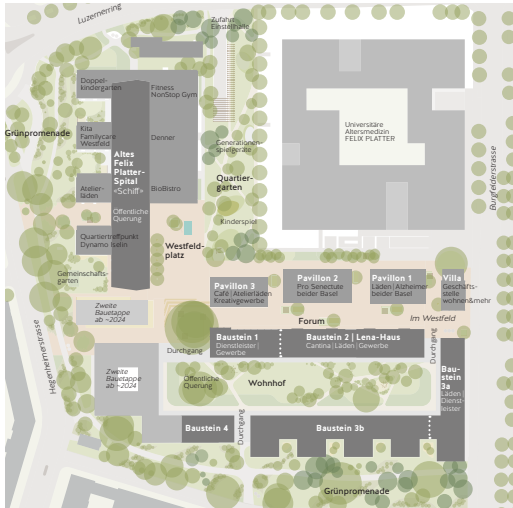 Luzernerring
Zufahrt
Einstellhalle
Doppel-
kindergarten
Fitness
NonStop Gym
Grünpromenade
Kita
Familycare
Westfeld
Denner
Universitäre
Altersmedizin
FELIX PLATTER
Burgfelderstrasse
Generationen-
spielgeräte
Altes
Felix
Platter-
Spital
«Schiff»
Quartier-
garten
Atelier-
läden
BioBistro
Öffentliche
Querung
Kinderspiel
Quartiertreffpunkt
Dynamo Iselin
Westfeld-
platz
Gemeinschafts-
garten
Pavillon 3
Café|Atelierläden
Kreativgewerbe
Pavillon 2
Pro Senectute
beider Basel
Pavillon 1
Läden|Alzheimer
beider Basel
Villa
Geschäfts-
stelle
wohnen&mehr
Zweite
Bauetappe
ab ~2024
Forum
Im Westfeld
Hegenheimerstrasse
Durchgang
Baustein 1
Dienstleister|
Gewerbe
Baustein 2 | Lena-Haus
Cantina|Läden|Gewerbe
Durchgang
Zweite
Bauetappe
ab ~2024
Öffentliche
Querung
Wohnhof
Bau-
stein
3a
Läden|
Dienst-
leister
Durchgang
Baustein 4
Baustein 3b
Grünpromenade